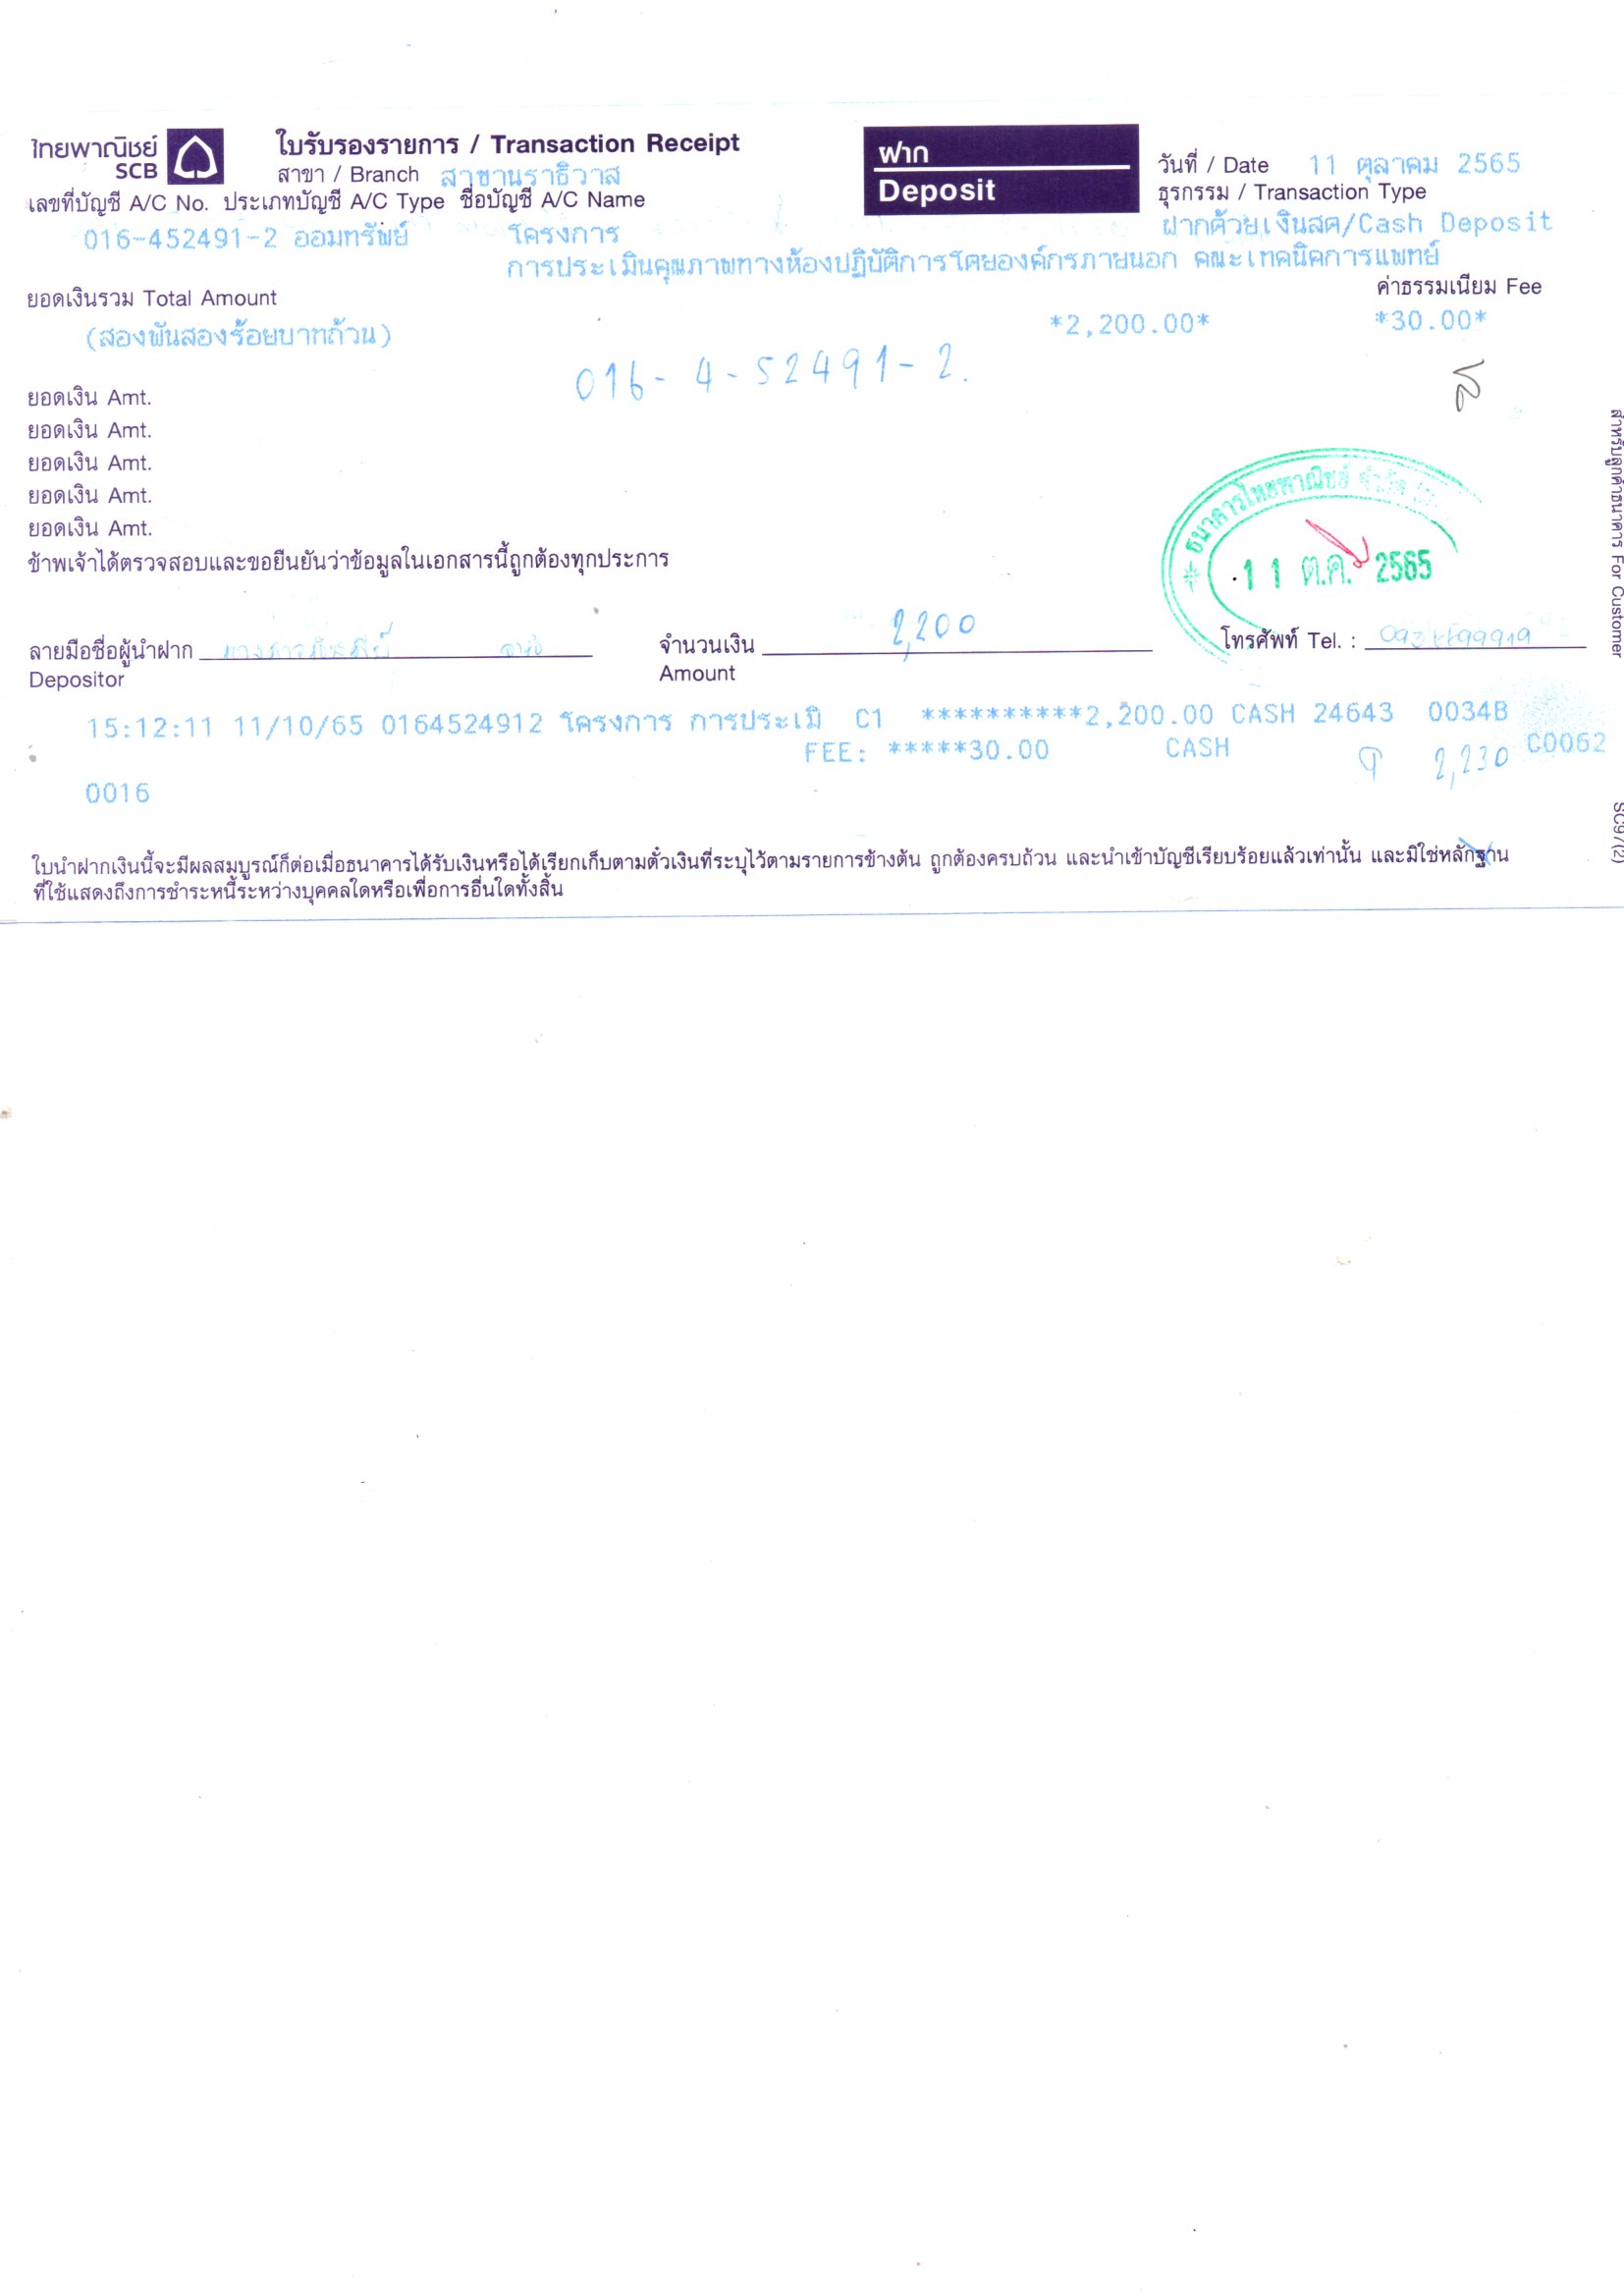 ไทยพาณิชย์
SCB
ใบรับรองรายการ / Transaction Receipt
สาขา / Branch สาขานราธิวาส
ฝาก
Deposit
วันที่ / Date 11 ตุลาคม 2565
ธุรกรรม / Transaction Type
ฝากด้วยเงินสด/Cash Deposit
เลขที่บัญชี A/C No. ประเภทบัญชี A/C Type ชื่อบัญชี A/C Name
016-452491-2 ออมทรัพย์ โครงการ
การประเมินคุณภาพทางห้องปฏิบัติการโดยองค์กรภายนอก คณะเทคนิคการแพทย์
ยอดเงินรวม Total Amount ค่าธรรมเนียม Fee
(สองพันสองร้อยบาทถ้วน) *2,200.00* *30.00*
016-4-52491-2.
ยอดเงิน Amt.
ยอดเงิน Amt.
ยอดเงิน Amt.
ยอดเงิน Amt.
ยอดเงิน Amt.
ข้าพเจ้าได้ตรวจสอบและขอยืนยันว่าข้อมูลในเอกสารนี้ถูกต้องทุกประการ
ธนาคารไทยพาณิชย์ จำกัด
11 ต.ค. 2565
ลายมือชื่อผู้นำฝาก
Depositor
จำนวนเงิน 2,200
Amount
โทรศัพท์ Tel. :
15:12:11 11/10/65 0164524912 โครงการ การประเมิ C1 **********2,200.00 CASH 24643 0034B
FEE: *****30.00 CASH C0062
2,230
0016
ใบนำฝากเงินนี้จะมีผลสมบูรณ์ก็ต่อเมื่อธนาคารได้รับเงินหรือได้เรียกเก็บตามตั๋วเงินที่ระบุไว้ตามรายการข้างต้น ถูกต้องครบถ้วน และนำเข้าบัญชีเรียบร้อยแล้วเท่านั้น และมิใช่หลักฐาน
ที่ใช้แสดงถึงการชำระหนี้ระหว่างบุคคลใดหรือเพื่อการอื่นใดทั้งสิ้น
สำหรับลูกค้าธนาคาร For Customer
SC97(2)